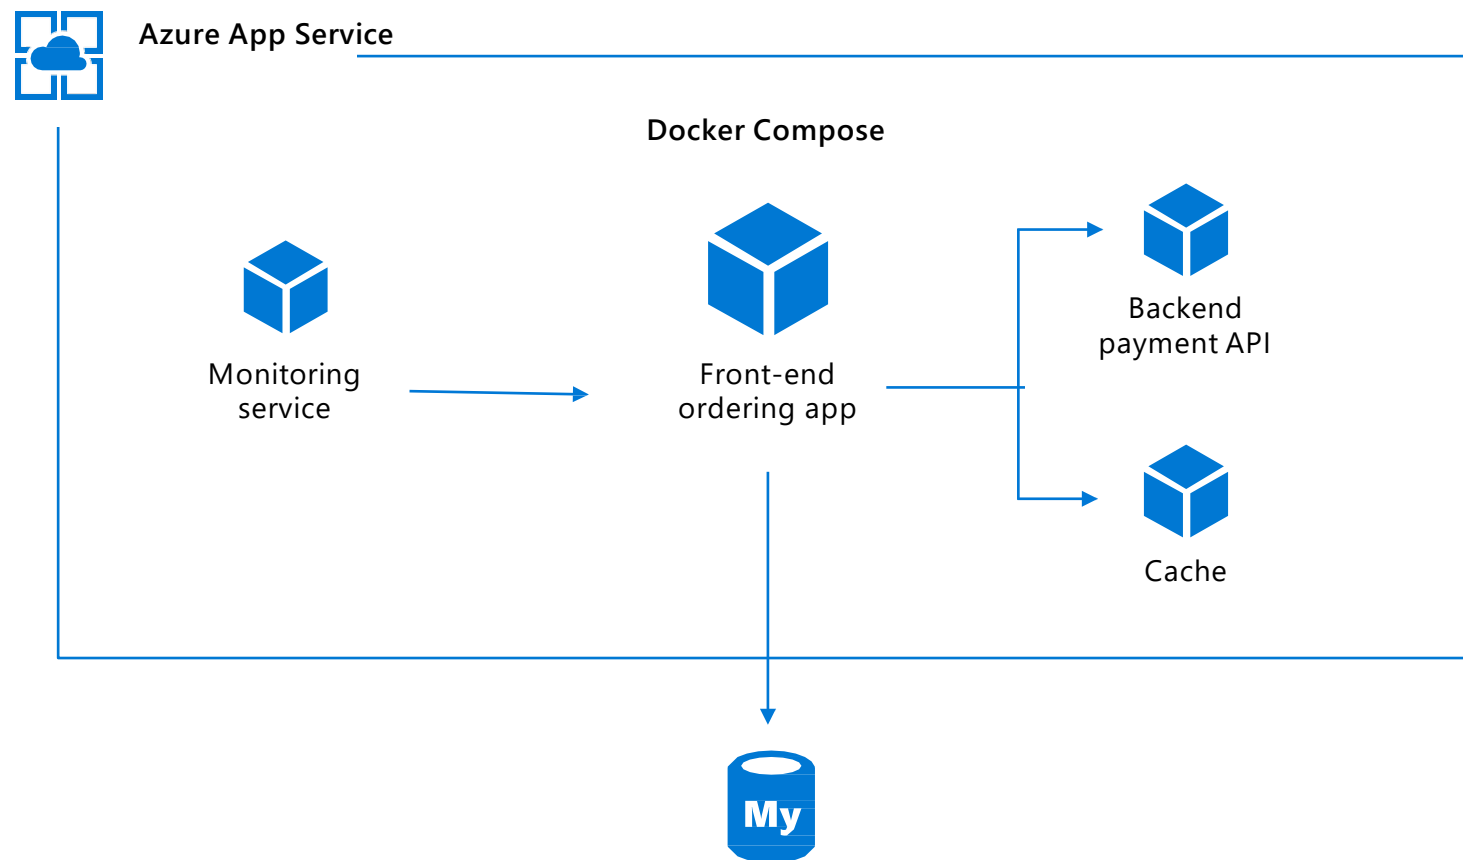 Azure App Service
Docker Compose
Monitoring
service
Front-end
ordering app
Backend
payment API
Cache
My